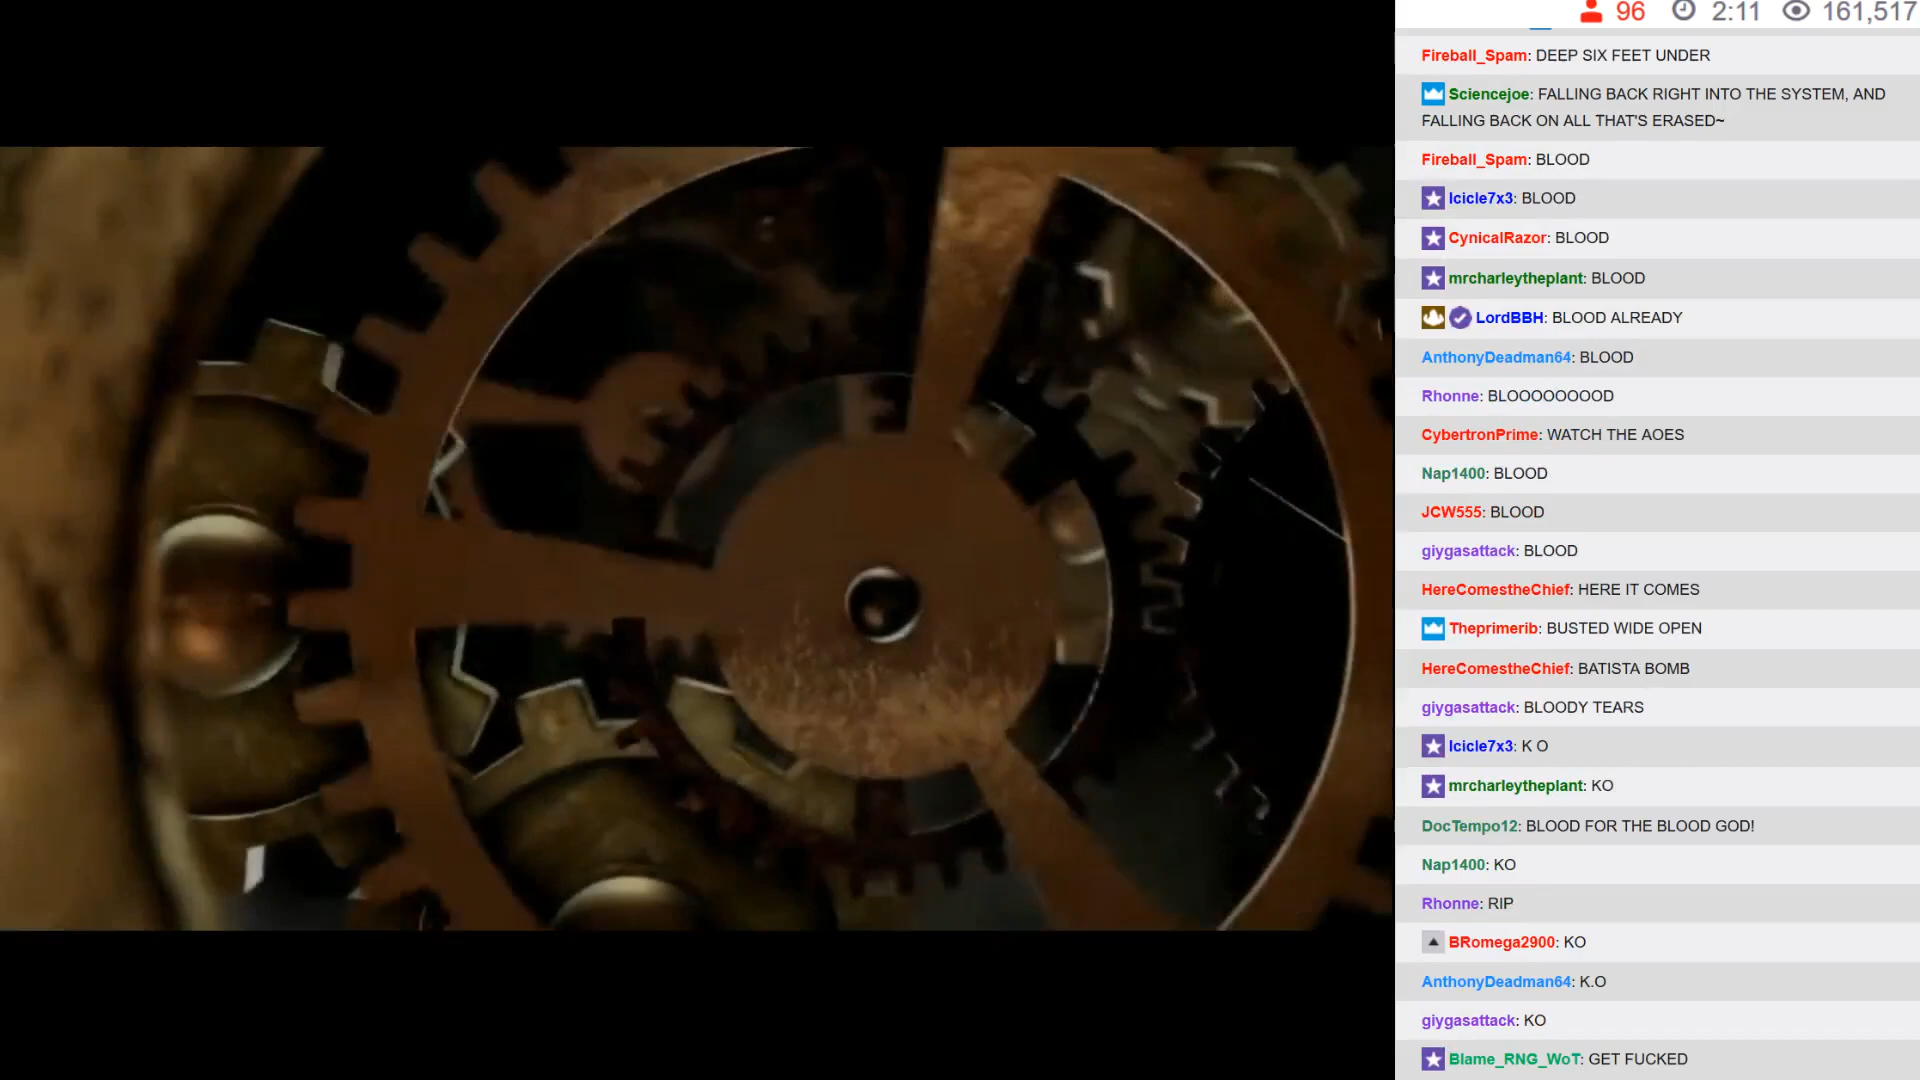 96 2:11 161,517
Fireball_Spam: DEEP SIX FEET UNDER
Sciencejoe: FALLING BACK RIGHT INTO THE SYSTEM, AND
FALLING BACK ON ALL THAT'S ERASED~
Fireball_Spam: BLOOD
Icicle7x3: BLOOD
CynicalRazor: BLOOD
mrcharleytheplant: BLOOD
LordBBH: BLOOD ALREADY
AnthonyDeadman64: BLOOD
Rhonne: BLOOOOOOOOD
CybertronPrime: WATCH THE AOES
Nap1400: BLOOD
JCW555: BLOOD
giygasattack: BLOOD
HereComestheChief: HERE IT COMES
Theprimerib: BUSTED WIDE OPEN
HereComestheChief: BATISTA BOMB
giygasattack: BLOODY TEARS
Icicle7x3: K O
mrcharleytheplant: KO
DocTempo12: BLOOD FOR THE BLOOD GOD!
Nap1400: KO
Rhonne: RIP
BRomega2900: KO
AnthonyDeadman64: K.O
giygasattack: KO
Blame_RNG_WoT: GET FUCKED